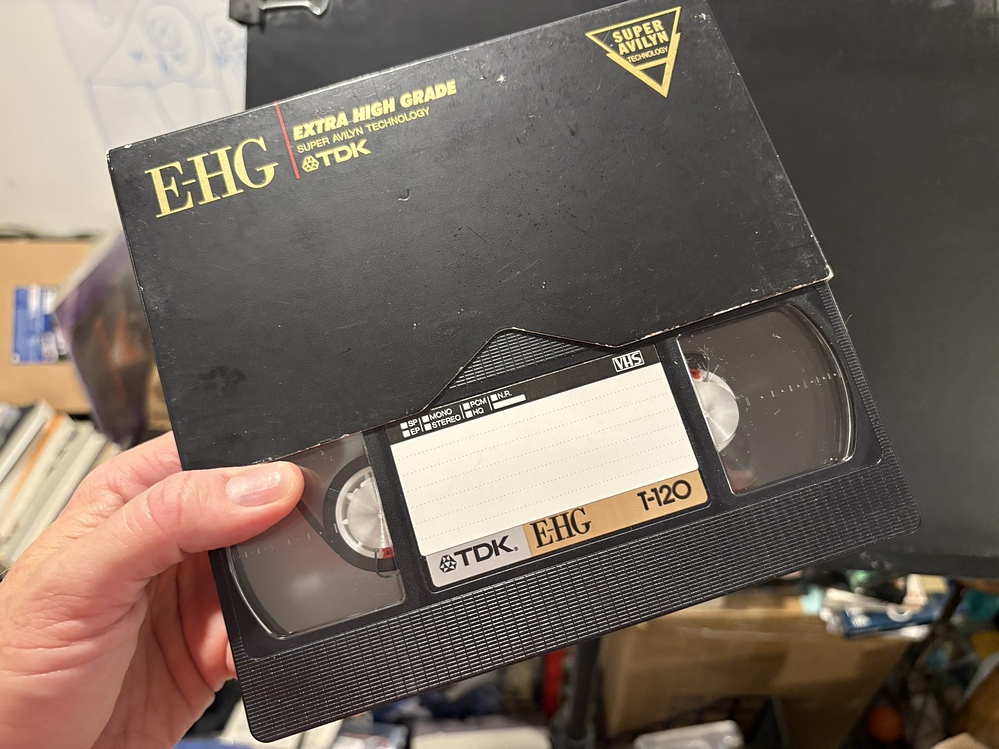 E-HG
EXTRA HIGH GRADE
SUPER AVILYN TECHNOLOGY
TDK
SUPER
AVILYN
TECHNOLOGY
VHS
SP MONO PCM N.R.
EP STEREO HQ
TDK®
E-HG
T-120